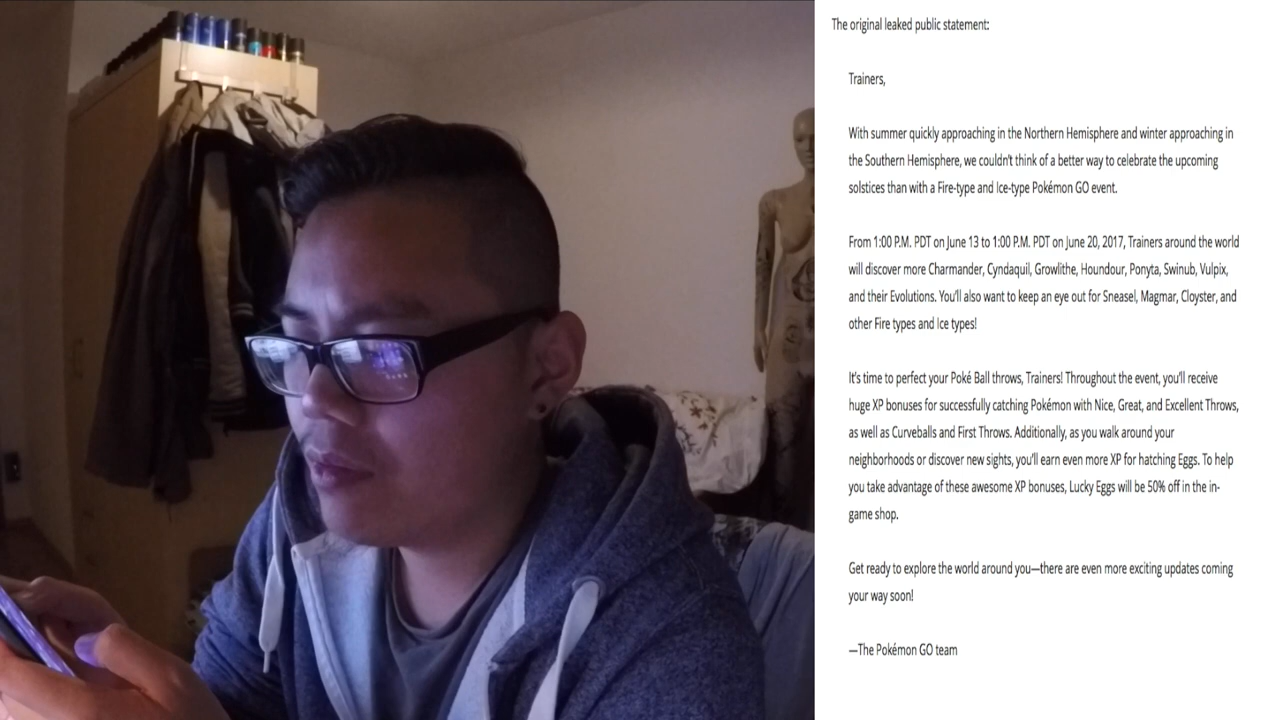 The original leaked public statement:
Trainers,
With summer quickly approaching in the Northern Hemisphere and winter approaching in
the Southern Hemisphere, we couldn't think of a better way to celebrate the upcoming
solstices than with a Fire-type and Ice-type Pokémon GO event.
From 1:00 P.M. PDT on June 13 to 1:00 P.M. PDT on June 20, 2017, Trainers around the world
will discover more Charmander, Cyndaquil, Growlithe, Houndour, Ponyta, Swinub, Vulpix,
and their Evolutions. You'll also want to keep an eye out for Sneasel, Magmar, Cloyster, and
other Fire types and Ice types!
It's time to perfect your Poké Ball throws, Trainers! Throughout the event, you'll receive
huge XP bonuses for successfully catching Pokémon with Nice, Great, and Excellent Throws,
as well as Curveballs and First Throws. Additionally, as you walk around your
neighborhoods or discover new sights, you'll earn even more XP for hatching Eggs. To help
you take advantage of these awesome XP bonuses, Lucky Eggs will be 50% off in the in-
game shop.
Get ready to explore the world around you—there are even more exciting updates coming
your way soon!
—The Pokémon GO team